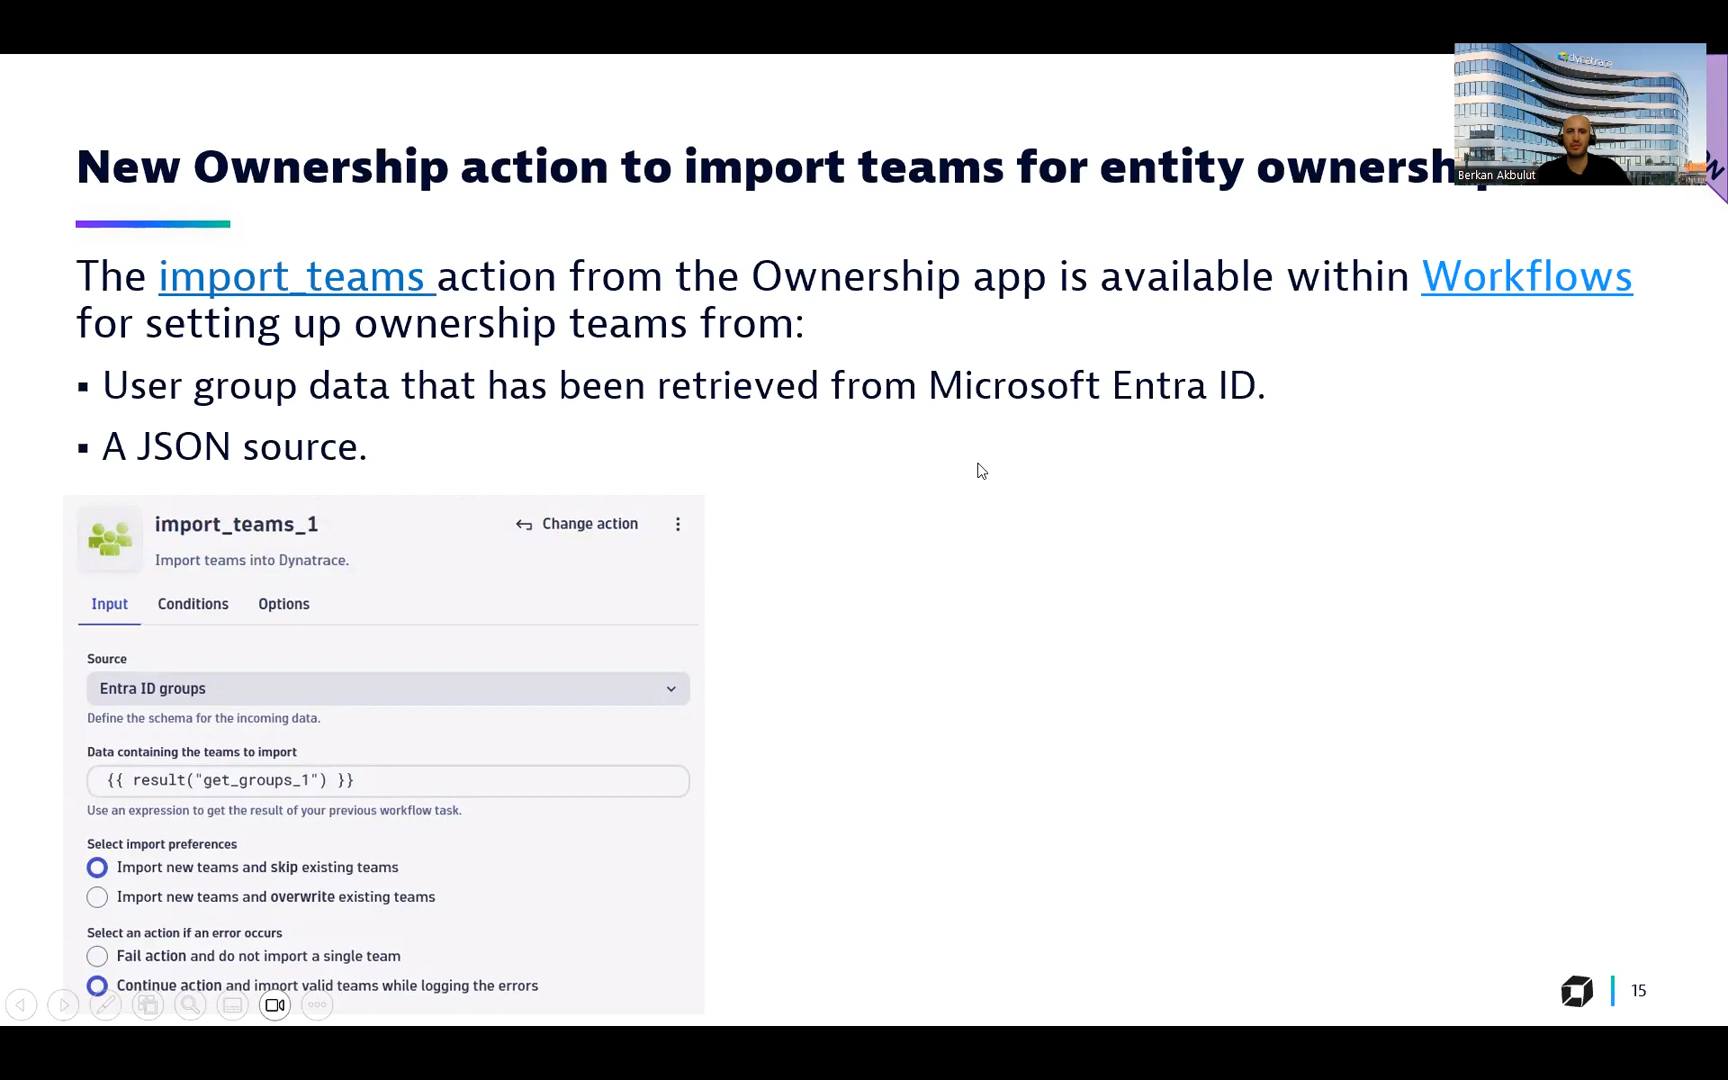 dynatrace
Berkan Akbulut
New Ownership action to import teams for entity ownersh
The import_teams action from the Ownership app is available within Workflows
for setting up ownership teams from:
▪ User group data that has been retrieved from Microsoft Entra ID.
▪ A JSON source.
import_teams_1
Change action
Import teams into Dynatrace.
Input Conditions Options
Source
Entra ID groups
Define the schema for the incoming data.
Data containing the teams to import
{{ result("get_groups_1") }}
Use an expression to get the result of your previous workflow task.
Select import preferences
Import new teams and skip existing teams
Import new teams and overwrite existing teams
Select an action if an error occurs
Fail action and do not import a single team
Continue action and import valid teams while logging the errors
15